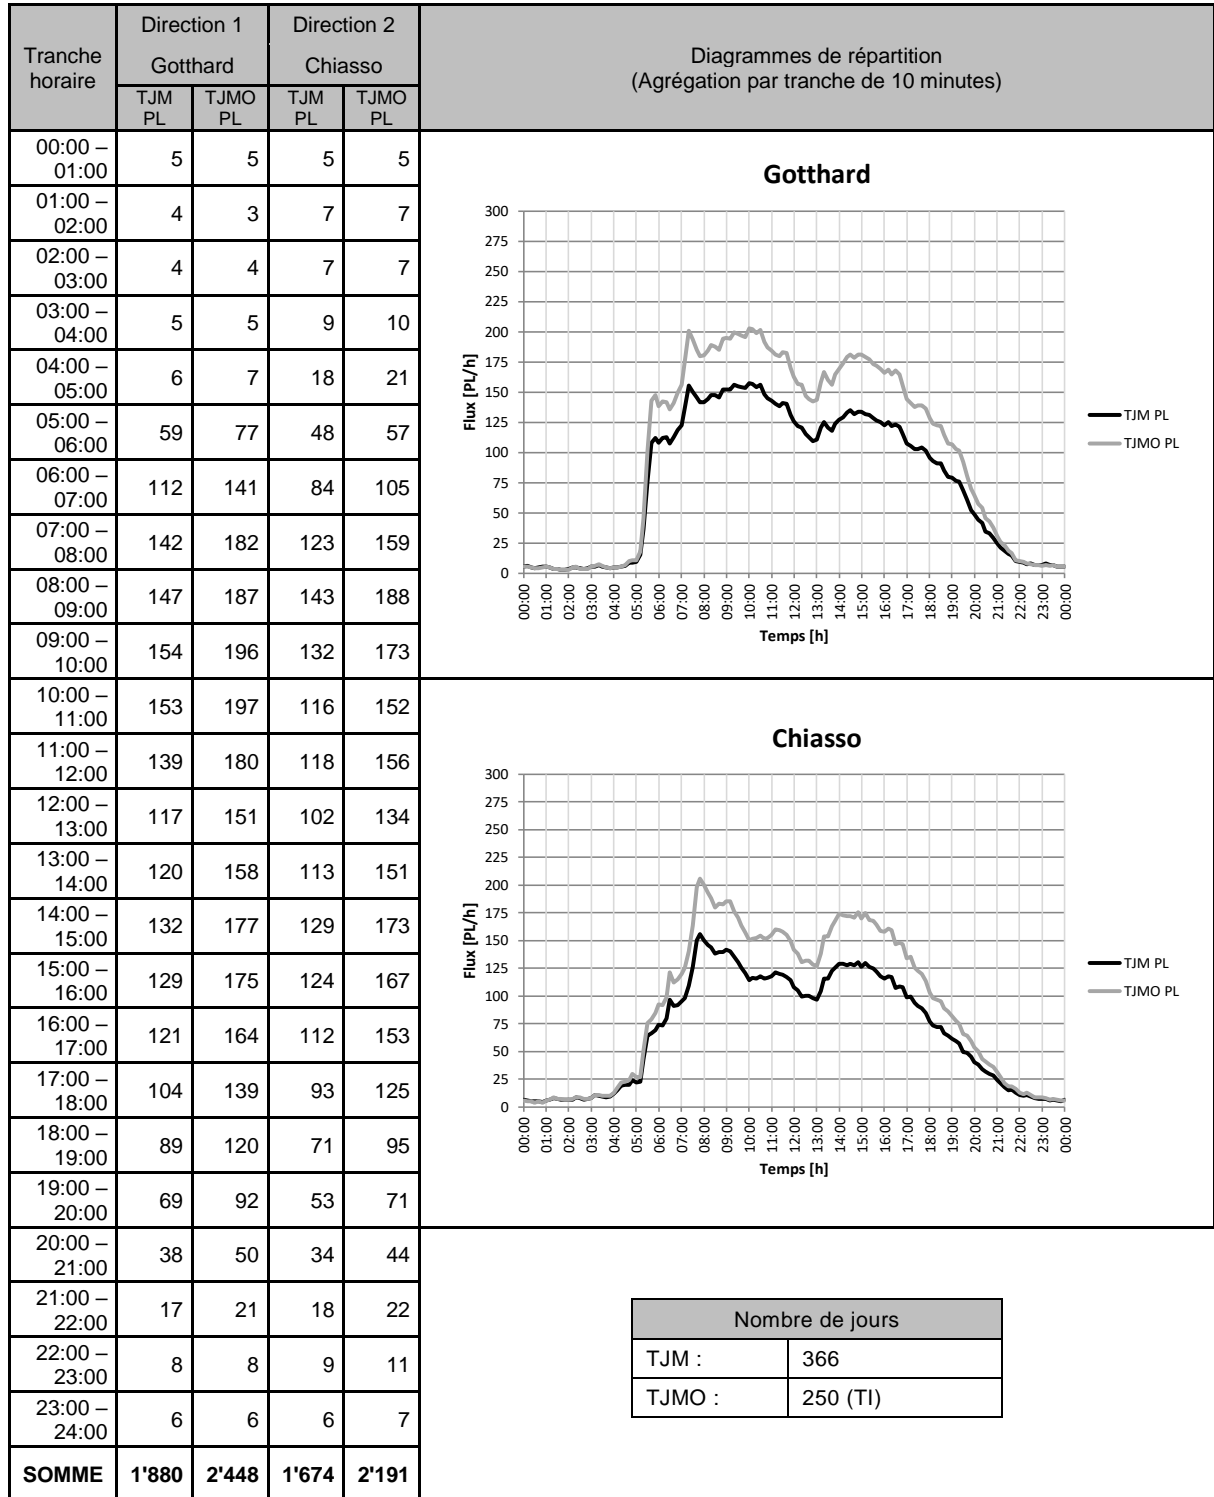 Tranche horaire Direction 1 Direction 2 Diagrammes de répartition
(Agrégation par tranche de 10 minutes)
Gotthard Chiasso
TJM PL TJMO PL TJM PL TJMO PL
00:00 – 01:00 5 5 5 5
01:00 – 02:00 4 3 7 7
02:00 – 03:00 4 4 7 7
03:00 – 04:00 5 5 9 10
04:00 – 05:00 6 7 18 21
05:00 – 06:00 59 77 48 57
06:00 – 07:00 112 141 84 105
07:00 – 08:00 142 182 123 159
08:00 – 09:00 147 187 143 188
09:00 – 10:00 154 196 132 173
10:00 – 11:00 153 197 116 152
11:00 – 12:00 139 180 118 156
12:00 – 13:00 117 151 102 134
13:00 – 14:00 120 158 113 151
14:00 – 15:00 132 177 129 173
15:00 – 16:00 129 175 124 167
16:00 – 17:00 121 164 112 153
17:00 – 18:00 104 139 93 125
18:00 – 19:00 89 120 71 95
19:00 – 20:00 69 92 53 71
20:00 – 21:00 38 50 34 44
21:00 – 22:00 17 21 18 22
22:00 – 23:00 8 8 9 11
23:00 – 24:00 6 6 6 7
SOMME 1'880 2'448 1'674 2'191
Gotthard
300
275
250
225
200
175
150
125
100
75
50
25
0
Flux [PL/h]
00:00 01:00 02:00 03:00 04:00 05:00 06:00 07:00 08:00 09:00 10:00 11:00 12:00 13:00 14:00 15:00 16:00 17:00 18:00 19:00 20:00 21:00 22:00 23:00 00:00
Temps [h]
TJM PL
TJMO PL
Chiasso
300
275
250
225
200
175
150
125
100
75
50
25
0
Flux [PL/h]
00:00 01:00 02:00 03:00 04:00 05:00 06:00 07:00 08:00 09:00 10:00 11:00 12:00 13:00 14:00 15:00 16:00 17:00 18:00 19:00 20:00 21:00 22:00 23:00 00:00
Temps [h]
TJM PL
TJMO PL
Nombre de jours
TJM : 366
TJMO : 250 (TI)